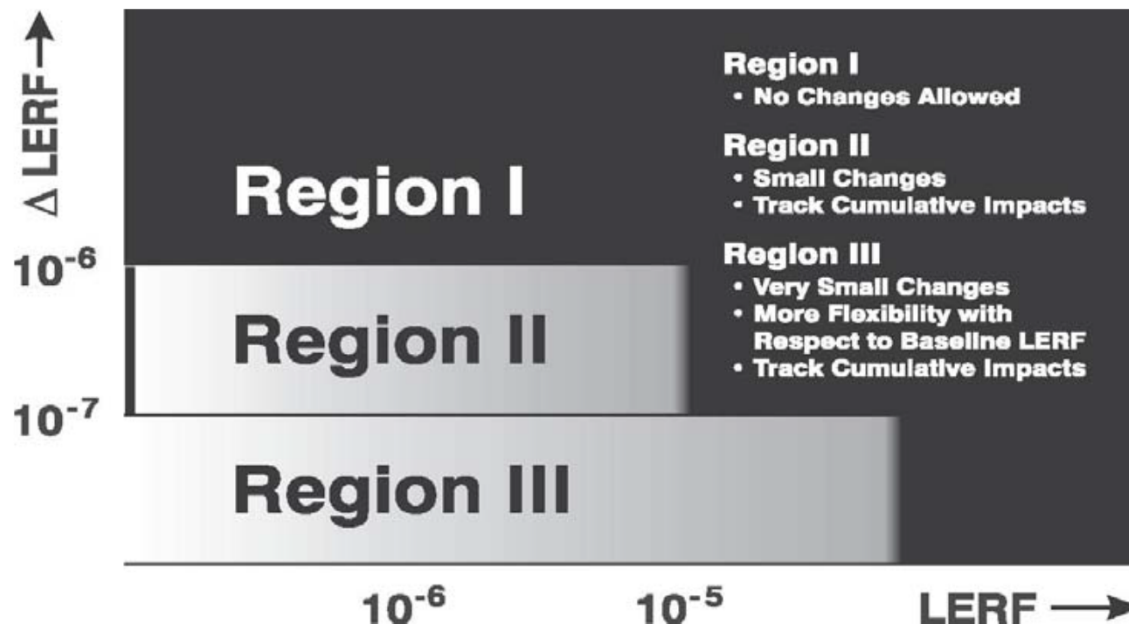 Δ LERF→
10⁻⁶
10⁻⁷
Region I
Region II
Region III
Region I
• No Changes Allowed
Region II
• Small Changes
• Track Cumulative Impacts
Region III
• Very Small Changes
• More Flexibility with
Respect to Baseline LERF
• Track Cumulative Impacts
10⁻⁶
10⁻⁵
LERF →